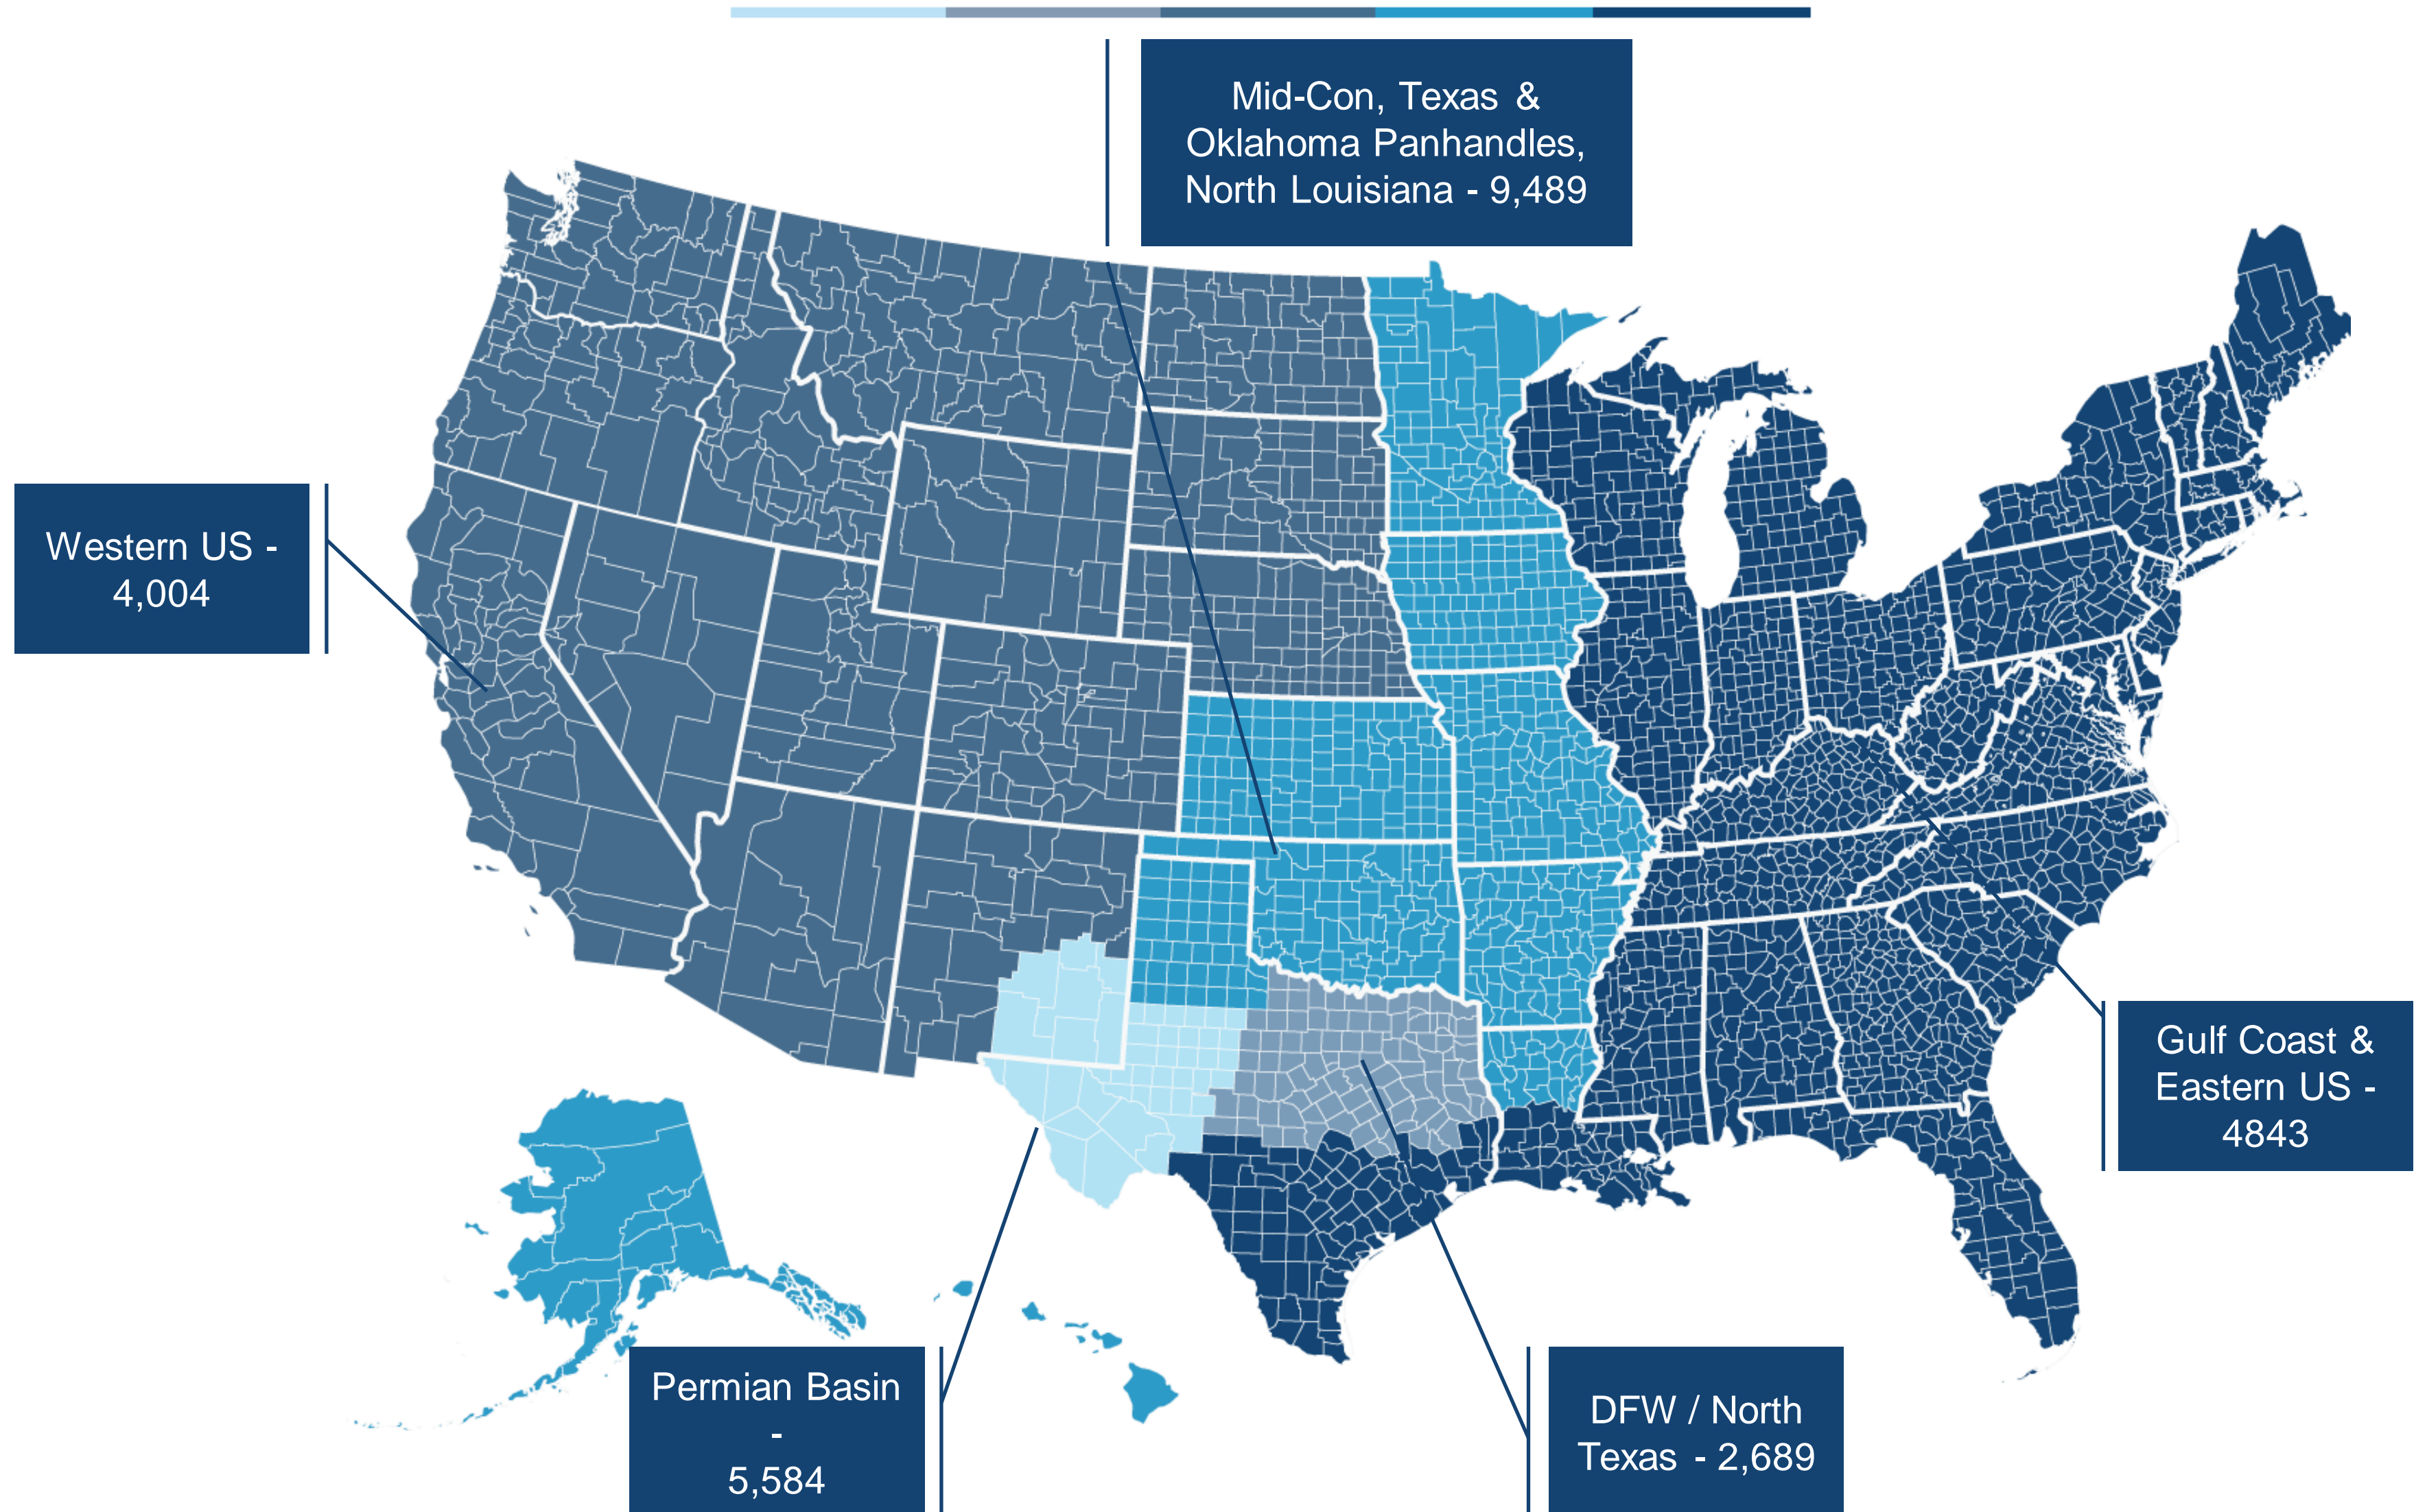 Mid-Con, Texas &
Oklahoma Panhandles,
North Louisiana - 9,489
Western US -
4,004
Gulf Coast &
Eastern US -
4843
Permian Basin
-
5,584
DFW / North
Texas - 2,689